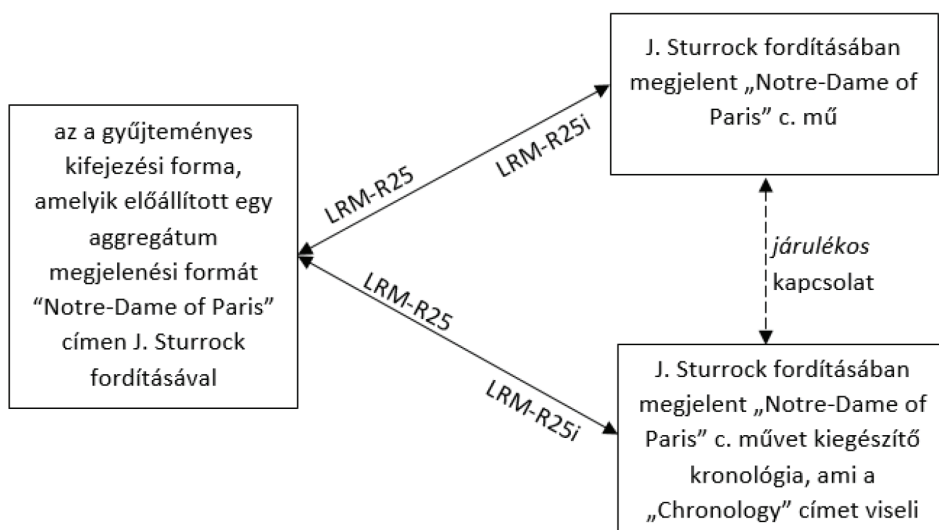 az a gyűjteményes
kifejezési forma,
amelyik előállított egy
aggregátum
megjelenési formát
“Notre-Dame of Paris”
címen J. Sturrock
fordításával
LRM-R25
LRM-R25i
LRM-R25
LRM-R25i
J. Sturrock fordításában
megjelent „Notre-Dame of
Paris” c. mű
járulékos
kapcsolat
J. Sturrock fordításában
megjelent „Notre-Dame of
Paris” c. művet kiegészítő
kronológia, ami a
„Chronology” címet viseli